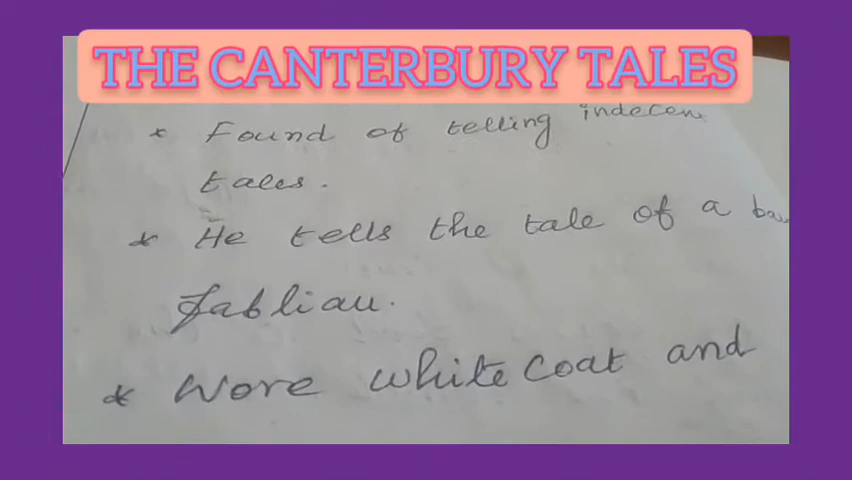 THE CANTERBURY TALES
* Found of telling
tales.
* He tells the tale of a
fabliau.
* Wore white coat and